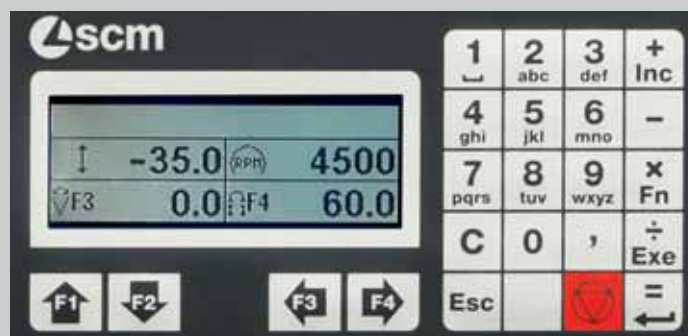 scm
-35.0 RPM 4500
F3 0.0 F4 60.0
F1 F2 F3 F4
1 2 abc 3 def + Inc
4 ghi 5 jkl 6 mno -
7 pqrs 8 tuv 9 wxyz × Fn
C 0 , ÷ Exe
Esc =